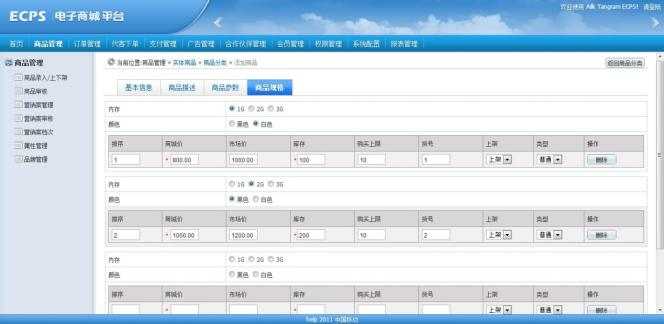 ECPS 电子商城平台
欢迎使用 Ailk Tangram ECPS!
首页 商品管理 订单管理 代客下单 支付管理 广告管理 合作伙伴管理 会员管理 权限管理 系统配置 报表管理
商品管理
商品录入/上下架
商品审核
营销案管理
营销案审核
营销案档次
属性管理
品牌管理
当前位置:商品管理 » 实体商品 » 商品分类 » 添加商品
返回商品分类
基本信息 商品描述 商品参数 商品规格
内存 1G 2G 3G
颜色 黑色 白色
排序 商城价 市场价 库存 购买上限 货号 上架 类型 操作
1 * 800.00 1000.00 * 100 10 1 上架 普通 删除
内存 1G 2G 3G
颜色 黑色 白色
排序 商城价 市场价 库存 购买上限 货号 上架 类型 操作
2 * 1000.00 1200.00 * 200 10 2 上架 普通 删除
内存 1G 2G 3G
颜色 黑色 白色
排序 商城价 市场价 库存 购买上限 货号 上架 类型 操作
* * 上架 普通 删除
help 2011 中国移动